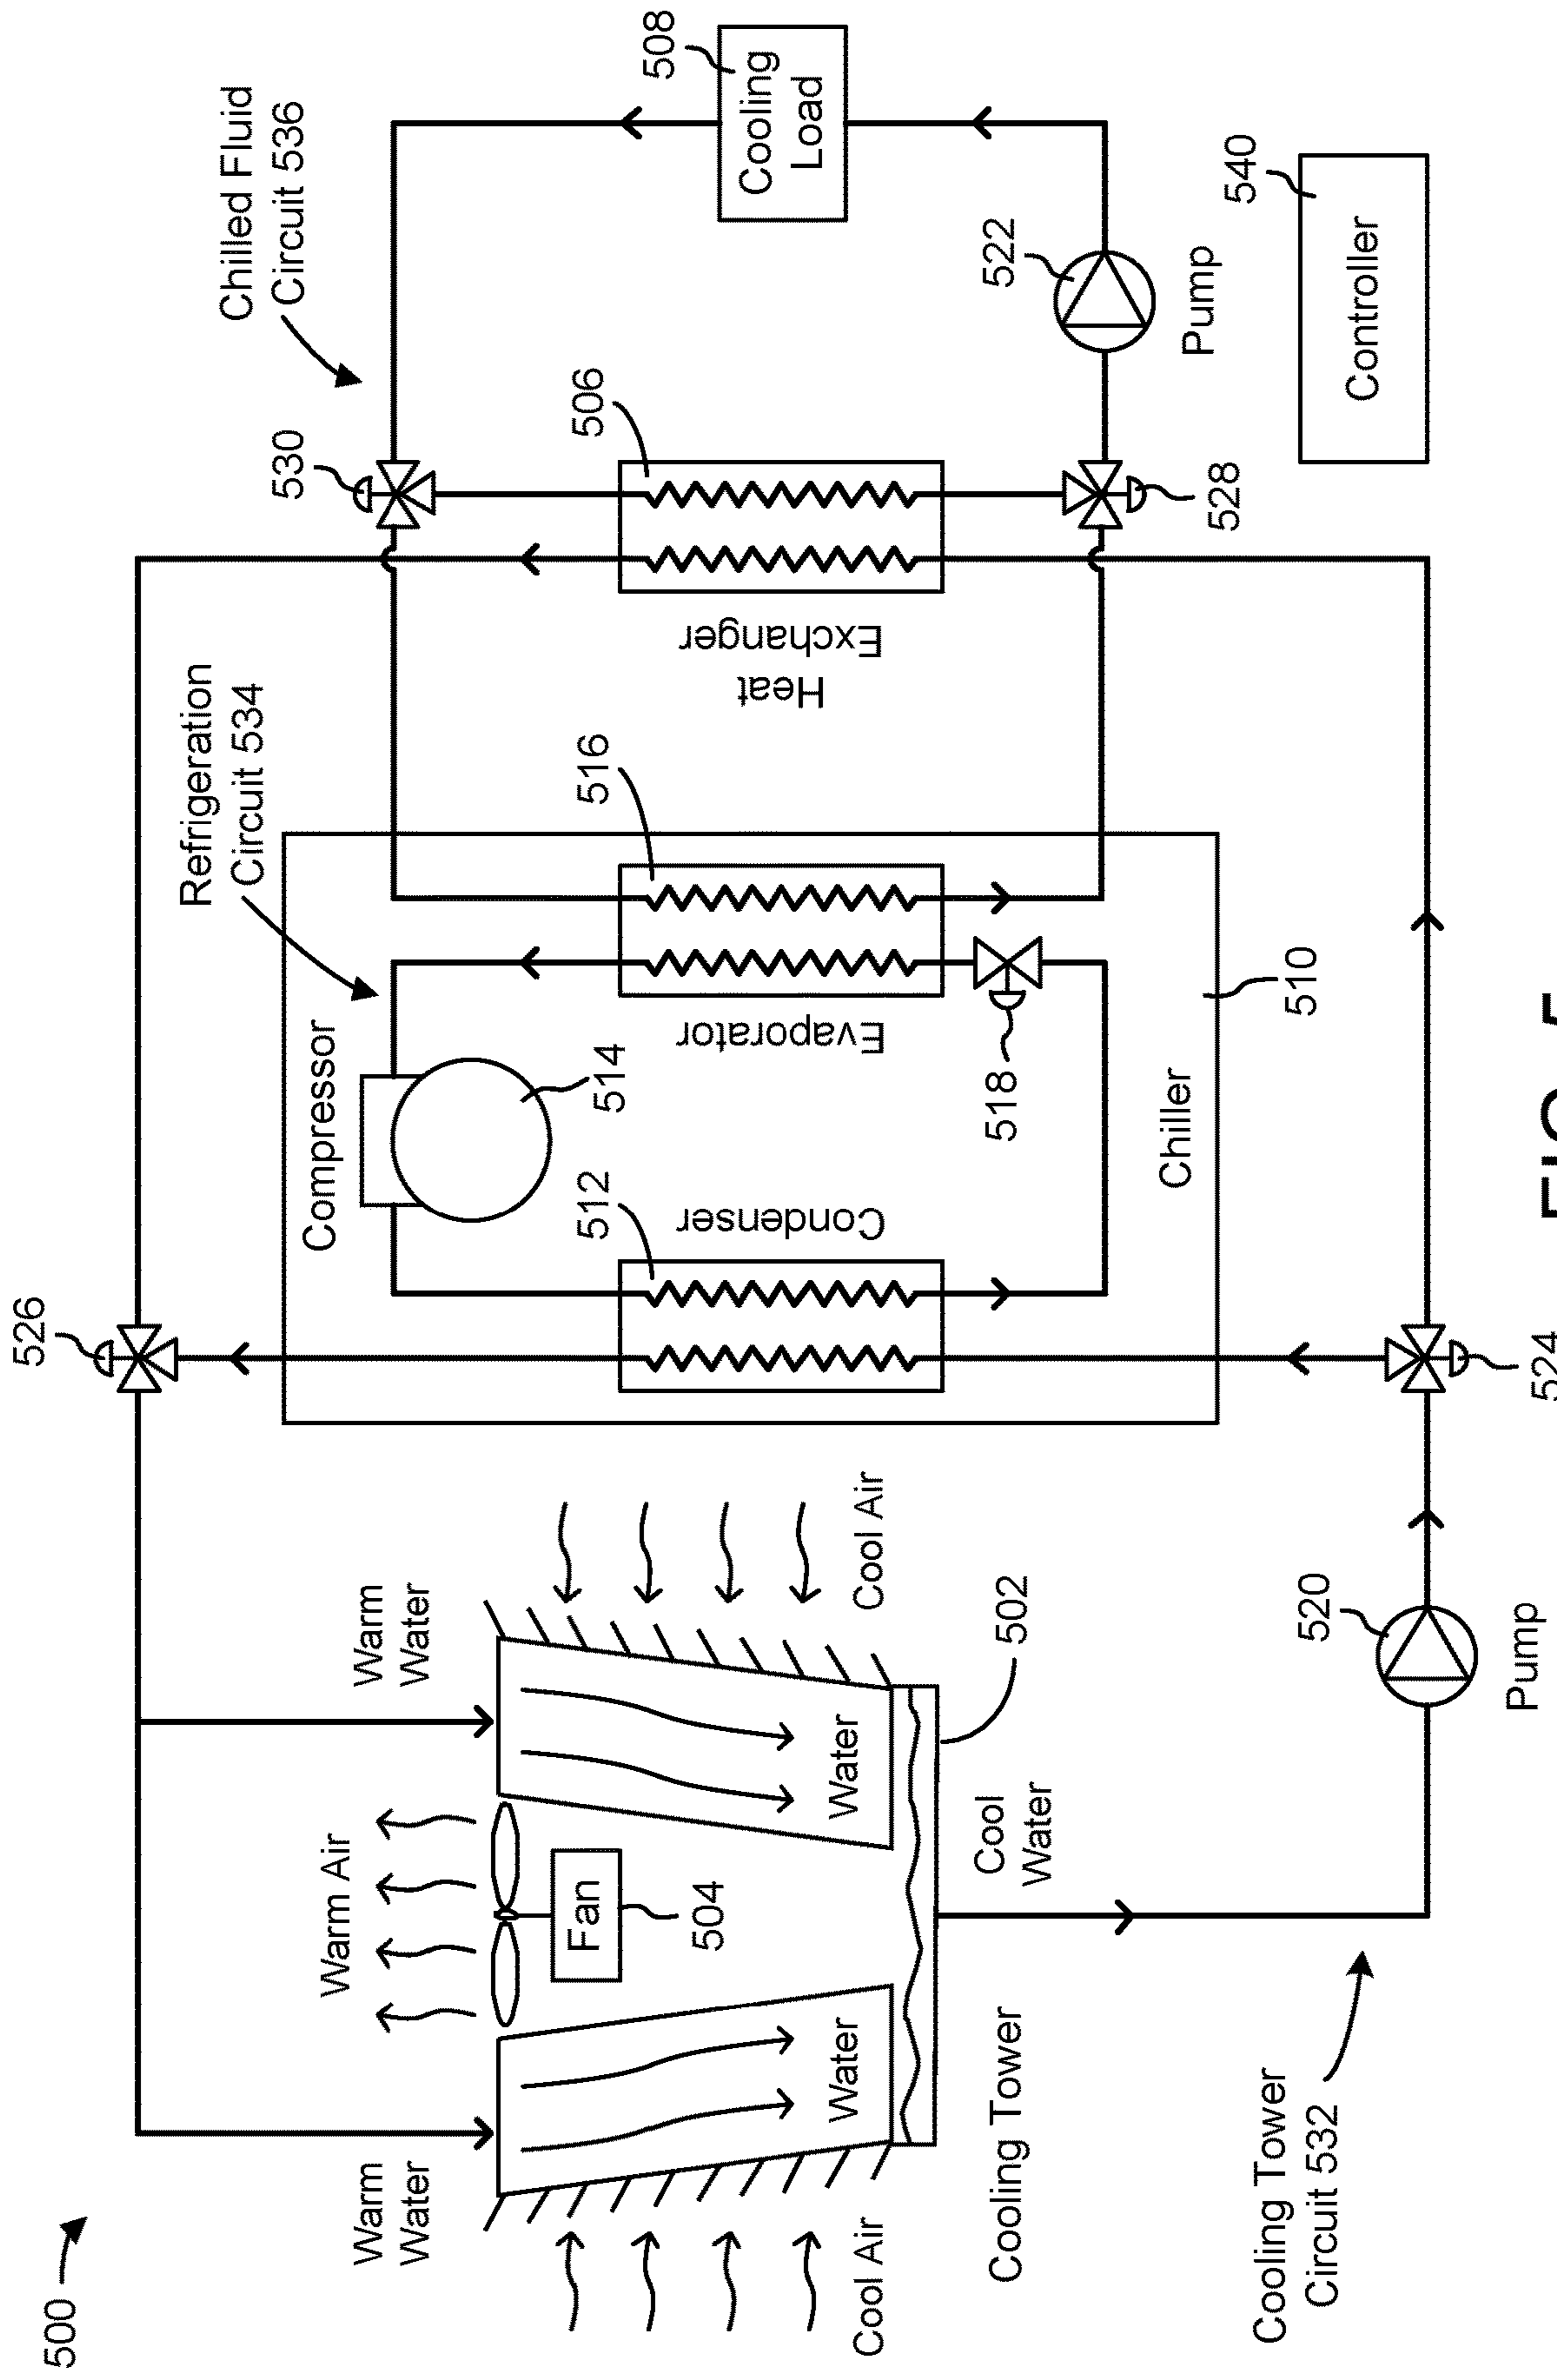 500
526
530
Chilled Fluid
Circuit 536
508
Cooling
Load
Refrigeration
Circuit 534
Warm
Water
Warm Air
Warm
Water
Compressor
514
512
Condenser
516
Evaporator
518
506
Heat
Exchanger
522
Pump
528
Fan
504
Water
Water
Cool Air
Cool Air
502
Cooling Tower
Cool
Water
Chiller
510
540
Controller
Cooling Tower
Circuit 532
520
Pump
524